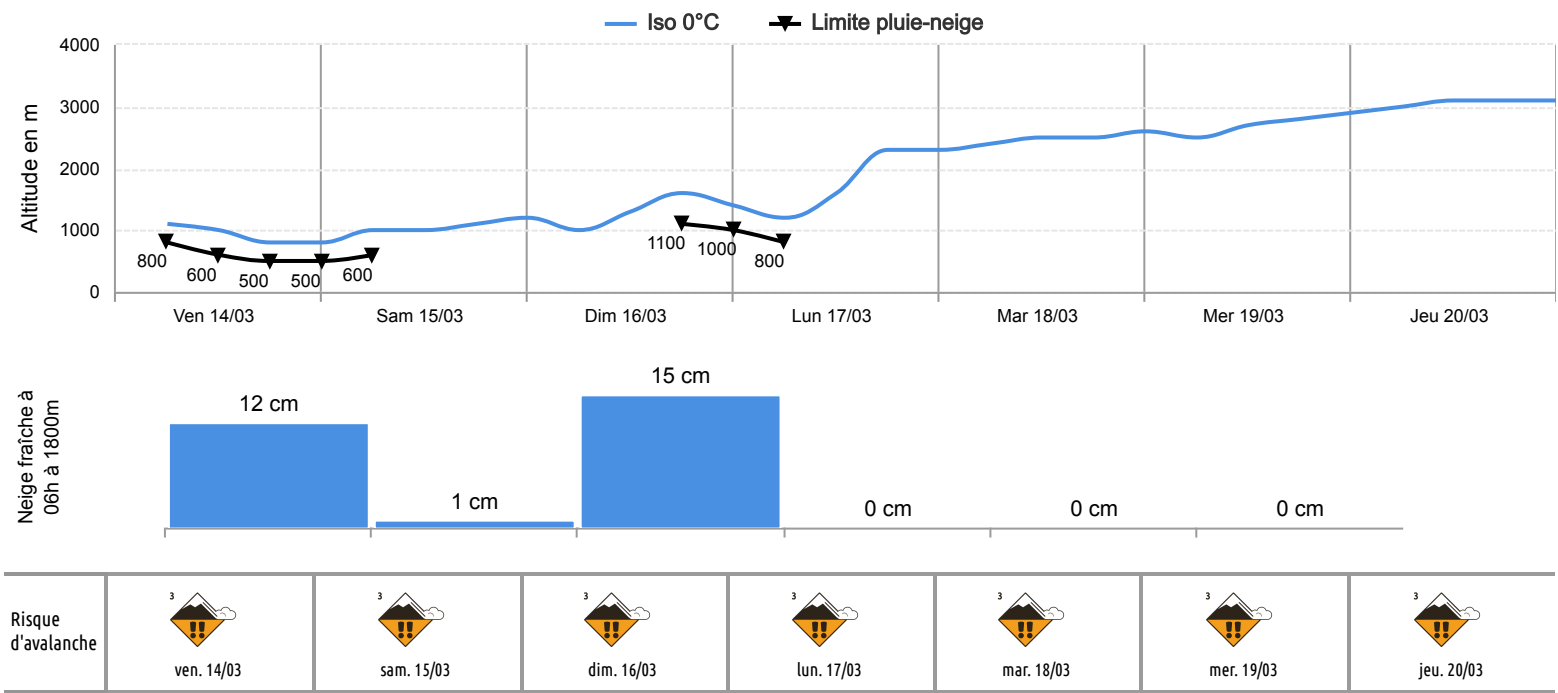 Iso 0°C Limite pluie-neige
Altitude en m
4000
3000
2000
1000
0
800
600
500
500
600
1100
1000
800
Ven 14/03 Sam 15/03 Dim 16/03 Lun 17/03 Mar 18/03 Mer 19/03 Jeu 20/03
Neige fraîche à
06h à 1800m
12 cm
1 cm
15 cm
0 cm
0 cm
0 cm
Risque
d'avalanche
3 3 3 3 3 3 3
!! !! !! !! !! !! !!
ven. 14/03 sam. 15/03 dim. 16/03 lun. 17/03 mar. 18/03 mer. 19/03 jeu. 20/03